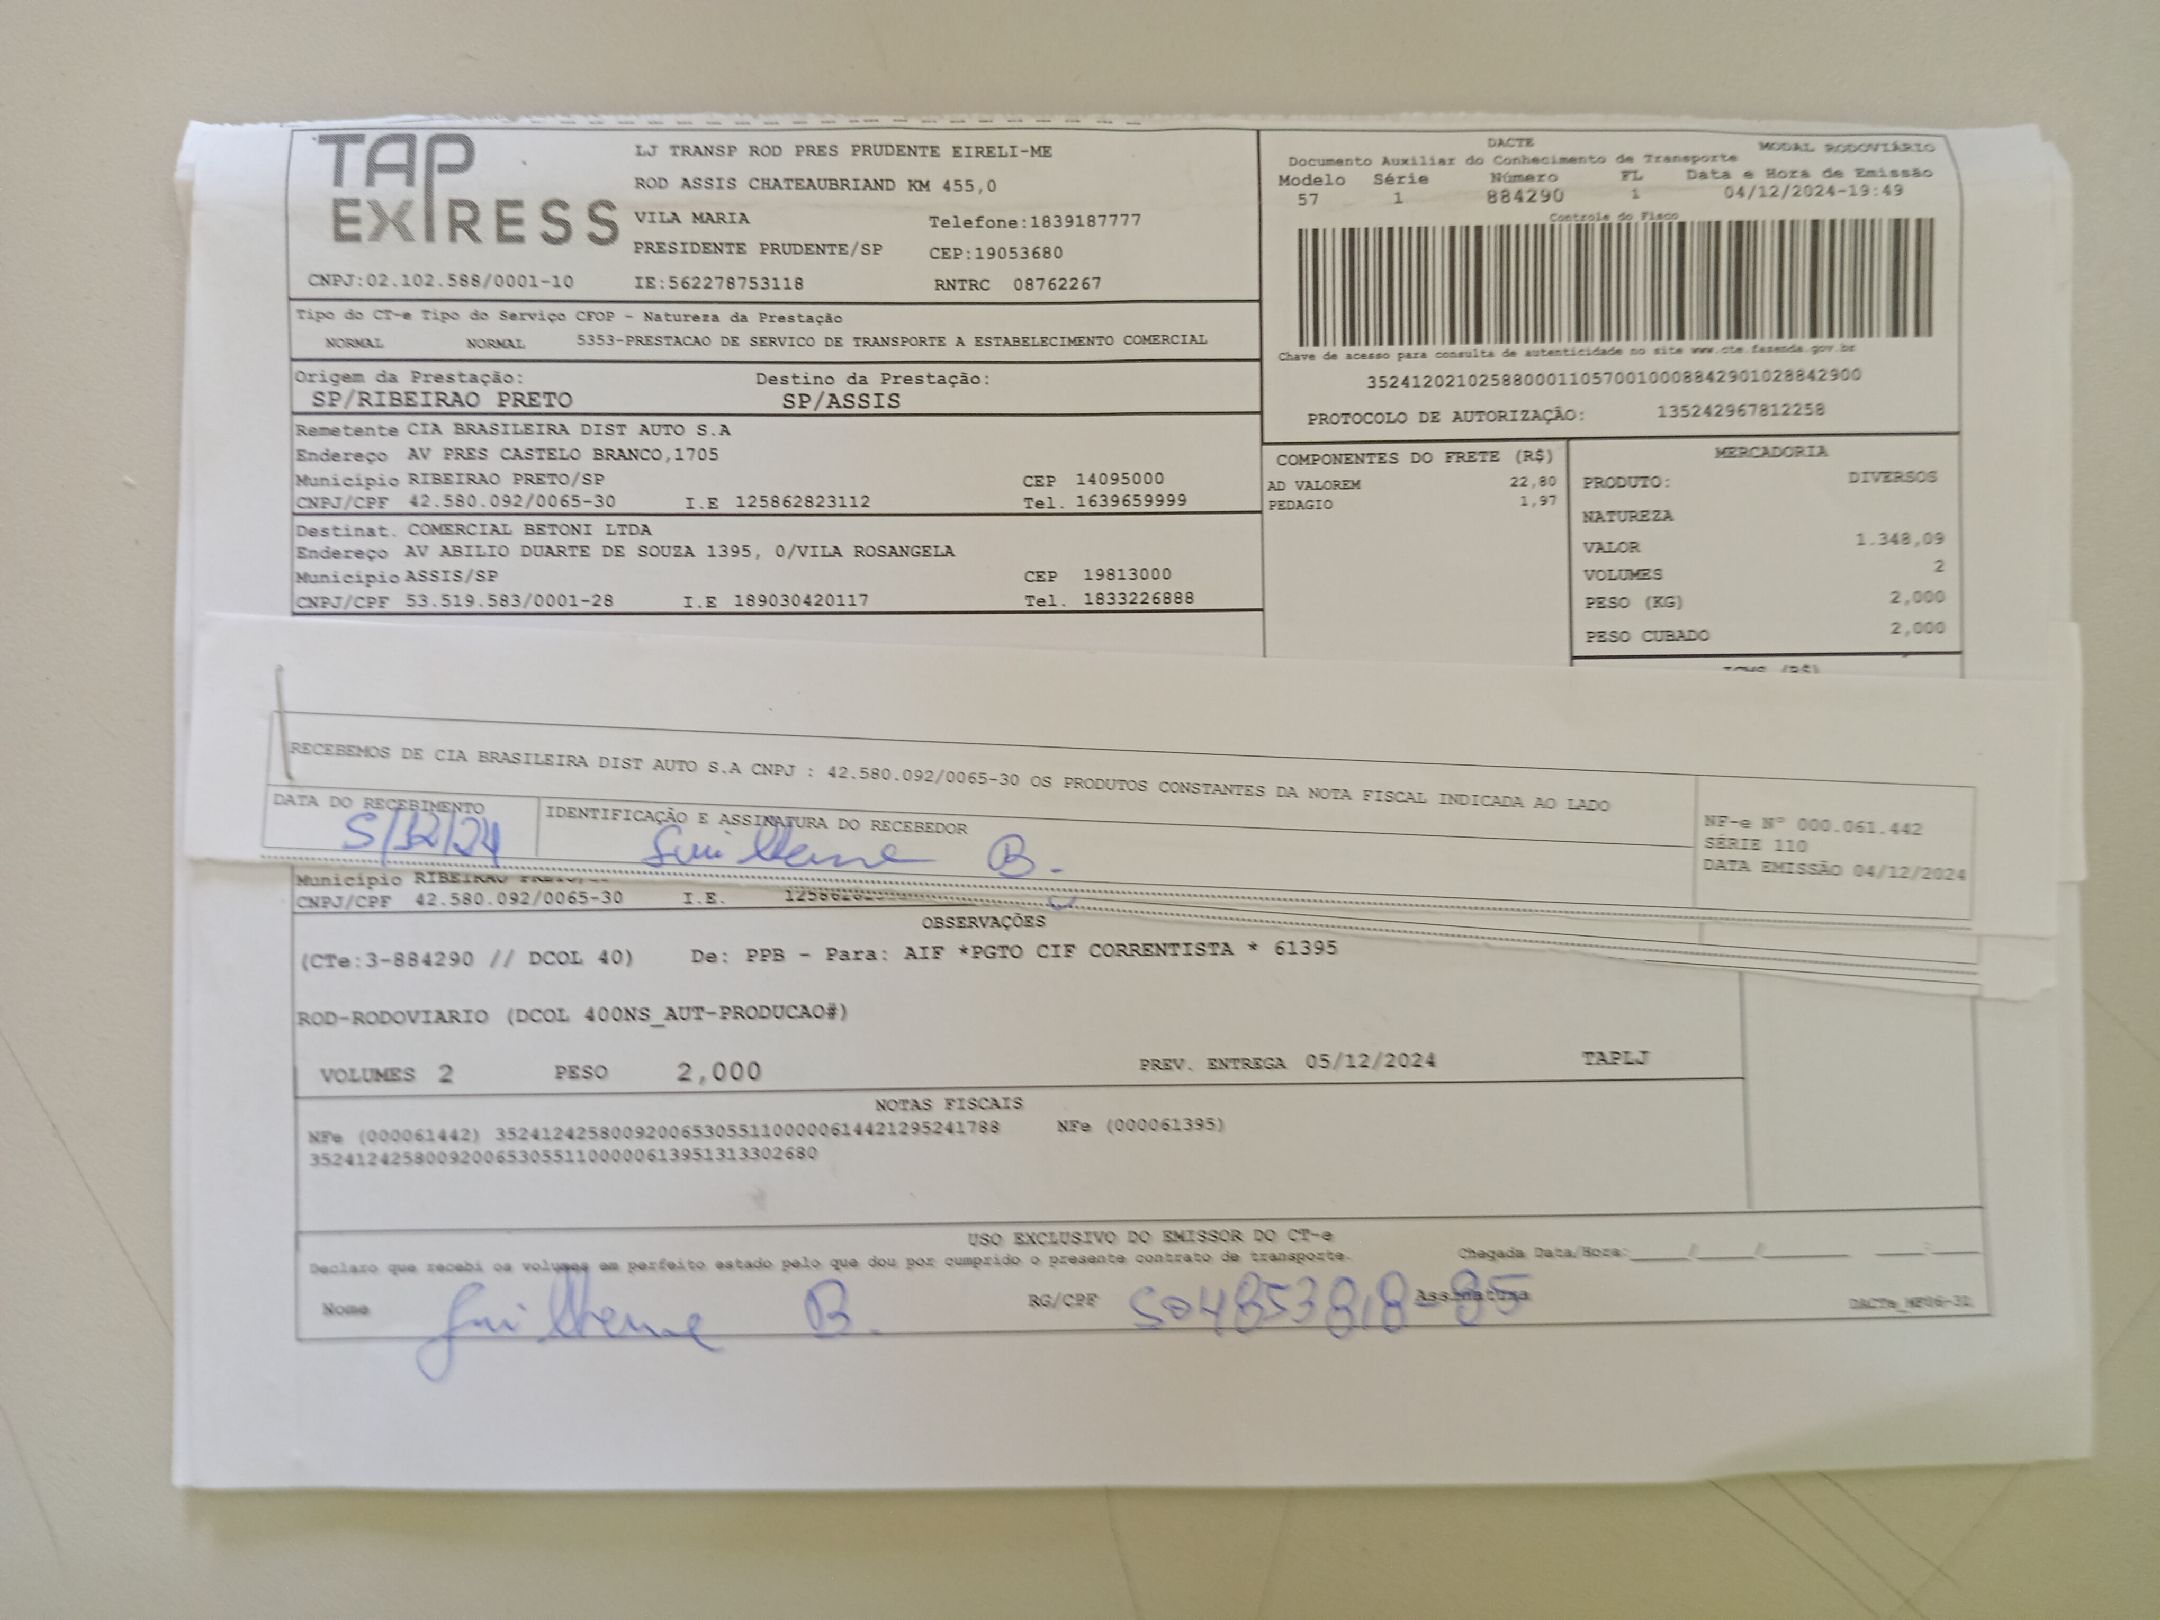 TAP
EXPRESS
LJ TRANSP ROD PRES PRUDENTE EIRELI-ME
ROD ASSIS CHATEAUBRIAND KM 455,0
VILA MARIA Telefone:1839187777
PRESIDENTE PRUDENTE/SP CEP:19053680
CNPJ:02.102.588/0001-10 IE:562278753118 RNTRC 08762267
DACTE MODAL RODOVIÁRIO
Documento Auxiliar do Conhecimento de Transporte
Modelo Série Número FL Data e Hora de Emissão
57 1 884290 1 04/12/2024-19:49
Controle do Fisco
Chave de acesso para consulta de autenticidade no site www.cte.fazenda.gov.br
35241202102588000110570010008842901028842900
PROTOCOLO DE AUTORIZAÇÃO: 135242967812258
Tipo do CT-e Tipo do Serviço CFOP - Natureza da Prestação
NORMAL NORMAL 5353-PRESTACAO DE SERVICO DE TRANSPORTE A ESTABELECIMENTO COMERCIAL
Origem da Prestação: Destino da Prestação:
SP/RIBEIRAO PRETO SP/ASSIS
Remetente CIA BRASILEIRA DIST AUTO S.A
Endereço AV PRES CASTELO BRANCO,1705
Município RIBEIRAO PRETO/SP CEP 14095000
CNPJ/CPF 42.580.092/0065-30 I.E 125862823112 Tel. 1639659999
Destinat. COMERCIAL BETONI LTDA
Endereço AV ABILIO DUARTE DE SOUZA 1395, 0/VILA ROSANGELA
Município ASSIS/SP CEP 19813000
CNPJ/CPF 53.519.583/0001-28 I.E 189030420117 Tel. 1833226888
COMPONENTES DO FRETE (R$)
AD VALOREM 22,80
PEDAGIO 1,97
MERCADORIA
PRODUTO: DIVERSOS
NATUREZA
VALOR 1.348,09
VOLUMES 2
PESO (KG) 2,000
PESO CUBADO 2,000
RECEBEMOS DE CIA BRASILEIRA DIST AUTO S.A CNPJ : 42.580.092/0065-30 OS PRODUTOS CONSTANTES DA NOTA FISCAL INDICADA AO LADO
DATA DO RECEBIMENTO IDENTIFICAÇÃO E ASSINATURA DO RECEBEDOR
5/12/24 Guilherme B.
NF-e N° 000.061.442
SÉRIE 110
DATA EMISSÃO 04/12/2024
Município RIBEIRAO
CNPJ/CPF 42.580.092/0065-30 I.E.
OBSERVAÇÕES
(CTe:3-884290 // DCOL 40) De: PPB - Para: AIF *PGTO CIF CORRENTISTA * 61395
ROD-RODOVIARIO (DCOL 400NS_AUT-PRODUCAO#)
VOLUMES 2 PESO 2,000 PREV. ENTREGA 05/12/2024 TAPLJ
NOTAS FISCAIS
NFe (000061442) 35241242580092006530551100000614421295241788 NFe (000061395)
35241242580092006530551100000613951313302680
USO EXCLUSIVO DO EMISSOR DO CT-e
Declaro que recebi os volumes em perfeito estado pelo que dou por cumprido o presente contrato de transporte. Chegada Data/Hora:
Nome Guilherme B. RG/CPF 504853818-85 Assinatura